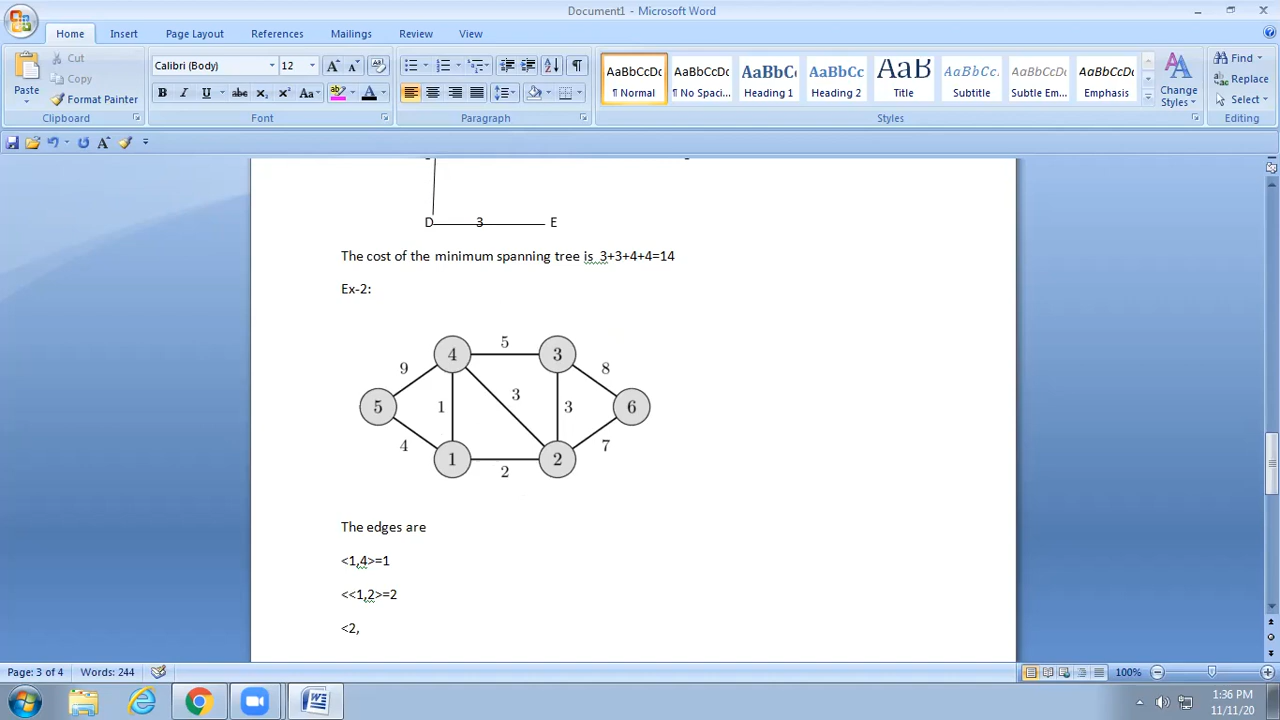 Document1 - Microsoft Word
Home Insert Page Layout References Mailings Review View
Paste
Cut
Copy
Format Painter
Clipboard
Calibri (Body) 12
B I U abc X₂ X² Aa
Font
Paragraph
AaBbCcDc AaBbCcDc AaBbC AaBbCc AaB AaBbCc. AaBbCcDc AaBbCcDc
¶ Normal ¶ No Spaci... Heading 1 Heading 2 Title Subtitle Subtle Em... Emphasis
Change Styles
Styles
Find
Replace
Select
Editing
D 3 E
The cost of the minimum spanning tree is 3+3+4+4=14
Ex-2:
5
4 3
9 8
3
5 1 3 6
4 7
1 2
2
The edges are
<1,4>=1
<<1,2>=2
<2,
Page: 3 of 4 Words: 244 100%
1:36 PM
11/11/20